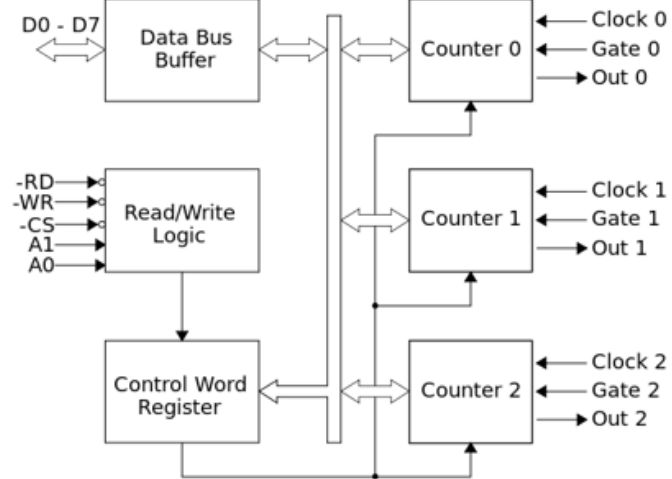 D0 - D7
Data Bus
Buffer
Counter 0
Clock 0
Gate 0
Out 0
-RD
-WR
-CS
A1
A0
Read/Write
Logic
Counter 1
Clock 1
Gate 1
Out 1
Control Word
Register
Counter 2
Clock 2
Gate 2
Out 2